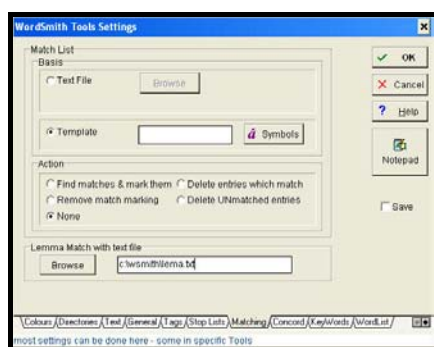 WordSmith Tools Settings
Match List
Basis
Text File
Browse
Template
á Symbols
Action
Find matches & mark them
Delete entries which match
Remove match marking
Delete UNmatched entries
None
Lemma Match with text file
Browse
c:\wsmith\lema.txt
OK
Cancel
? Help
Notepad
Save
Colours Directories Text General Tags Stop Lists Matching Concord KeyWords WordList
most settings can be done here - some in specific Tools